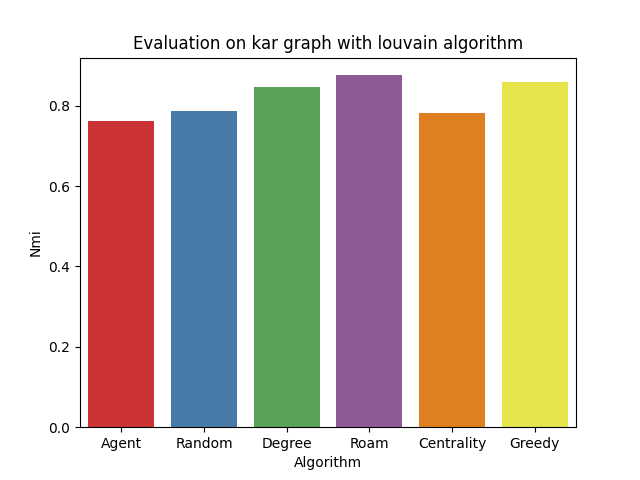 Evaluation on kar graph with louvain algorithm
0.8
0.6
0.4
0.2
0.0
Nmi
Agent Random Degree Roam Centrality Greedy
Algorithm